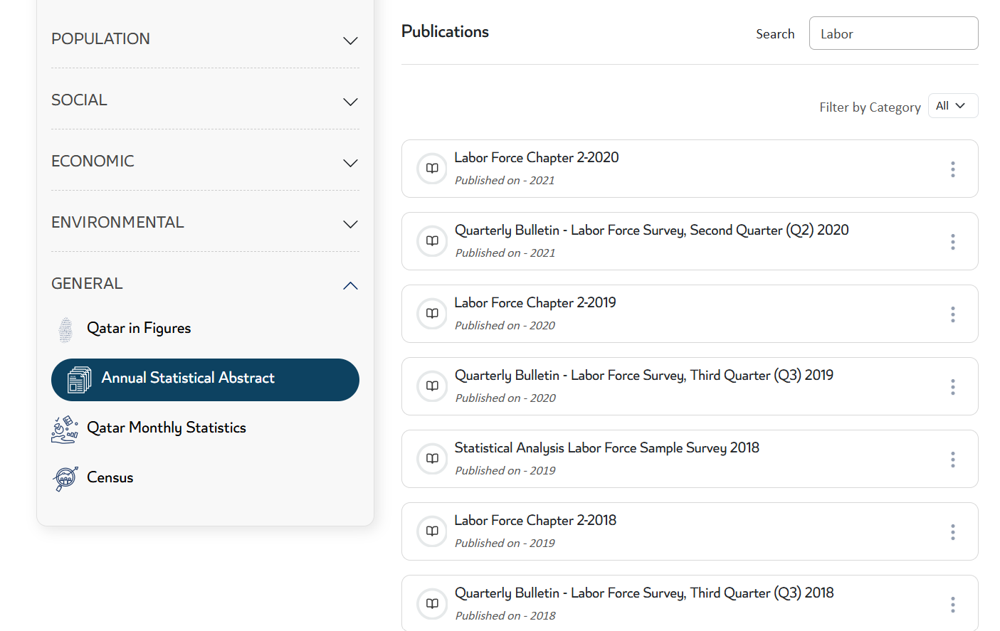 POPULATION
SOCIAL
ECONOMIC
ENVIRONMENTAL
GENERAL
Qatar in Figures
Annual Statistical Abstract
Qatar Monthly Statistics
Census
Publications
Search
Labor
Filter by Category
All
Labor Force Chapter 2-2020
Published on - 2021
Quarterly Bulletin - Labor Force Survey, Second Quarter (Q2) 2020
Published on - 2021
Labor Force Chapter 2-2019
Published on - 2020
Quarterly Bulletin - Labor Force Survey, Third Quarter (Q3) 2019
Published on - 2020
Statistical Analysis Labor Force Sample Survey 2018
Published on - 2019
Labor Force Chapter 2-2018
Published on - 2019
Quarterly Bulletin - Labor Force Survey, Third Quarter (Q3) 2018
Published on - 2018